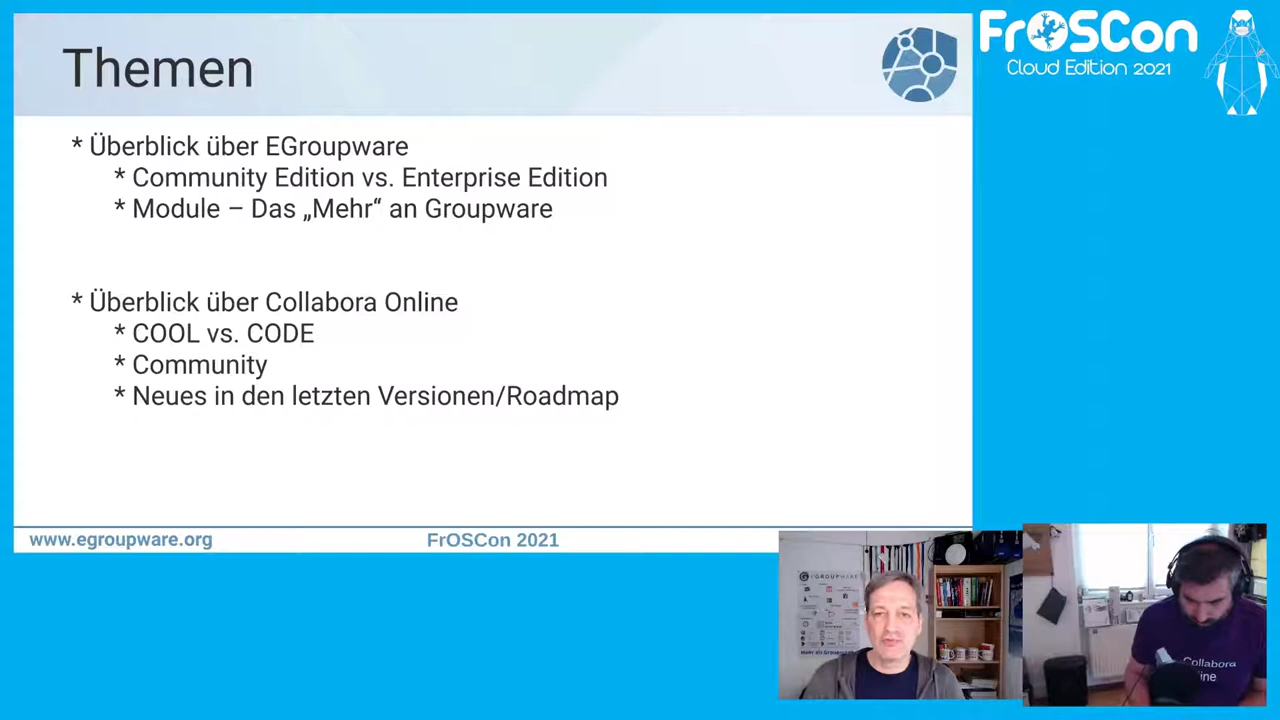 Themen
* Überblick über EGroupware
* Community Edition vs. Enterprise Edition
* Module – Das „Mehr“ an Groupware
* Überblick über Collabora Online
* COOL vs. CODE
* Community
* Neues in den letzten Versionen/Roadmap
www.egroupware.org
FrOSCon 2021
FrOSCon
Cloud Edition 2021
EGROUPWARE
Collabora